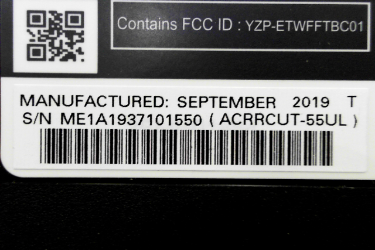 Contains FCC ID : YZP-ETWFFTBC01
MANUFACTURED: SEPTEMBER 2019 T
S/N ME1A1937101550 ( ACRRCUT-55UL )